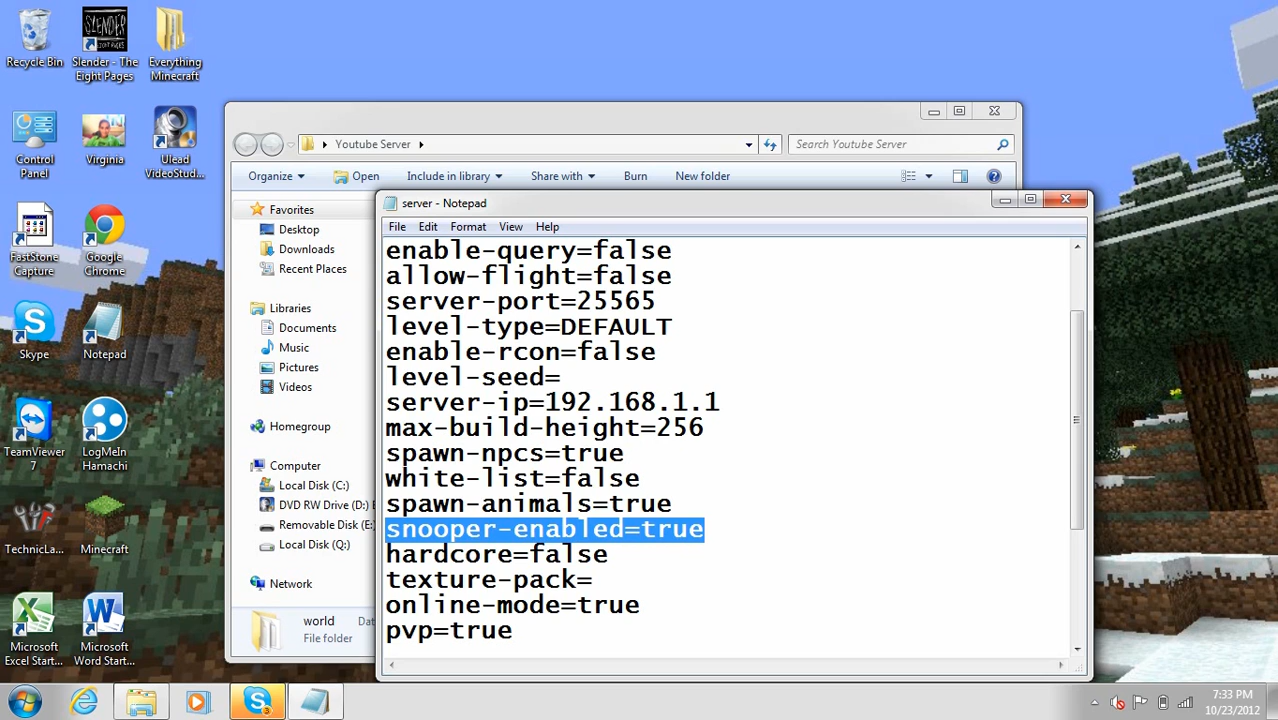 Recycle Bin
Slender - The
Eight Pages
Everything
Minecraft
SLENDER
Control
Panel
Virginia
Ulead
VideoStud...
FastStone
Capture
Google
Chrome
Skype
Notepad
TeamViewer
7
LogMeIn
Hamachi
TechnicLa...
Minecraft
Microsoft
Excel Start...
Microsoft
Word Start...
Youtube Server
Search Youtube Server
Organize
Open
Include in library
Share with
Burn
New folder
Favorites
Desktop
Downloads
Recent Places
Libraries
Documents
Music
Pictures
Videos
Homegroup
Computer
Local Disk (C:)
DVD RW Drive (D:) E
Removable Disk (E:
Local Disk (Q:)
Network
world
Dat
File folder
server - Notepad
File Edit Format View Help
enable-query=false
allow-flight=false
server-port=25565
level-type=DEFAULT
enable-rcon=false
level-seed=
server-ip=192.168.1.1
max-build-height=256
spawn-npcs=true
white-list=false
spawn-animals=true
snooper-enabled=true
hardcore=false
texture-pack=
online-mode=true
pvp=true
7:33 PM
10/23/2012